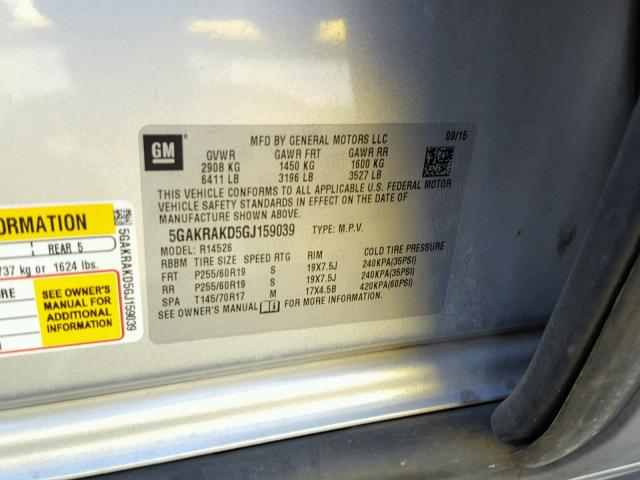 GM
MFD BY GENERAL MOTORS LLC
09/15
GVWR GAWR FRT GAWR RR
2908 KG 1450 KG 1600 KG
6411 LB 3196 LB 3527 LB
THIS VEHICLE CONFORMS TO ALL APPLICABLE U.S. FEDERAL MOTOR
VEHICLE SAFETY STANDARDS IN EFFECT ON THE DATE OF
MANUFACTURE SHOWN ABOVE.
5GAKRAKD5GJ159039 TYPE: M.P.V.
MODEL: R14526
RBBM TIRE SIZE SPEED RTG RIM COLD TIRE PRESSURE
FRT P255/60R19 S 19X7.5J 240KPA(35PSI)
RR P255/60R19 S 19X7.5J 240KPA(35PSI)
SPA T145/70R17 M 17X4.5B 420KPA(60PSI)
SEE OWNER'S MANUAL FOR MORE INFORMATION.
ORMATION
REAR 5
737 kg or 1624 lbs.
URE
SEE OWNER'S
MANUAL FOR
ADDITIONAL
INFORMATION
5GAKRAKD5GJ159039